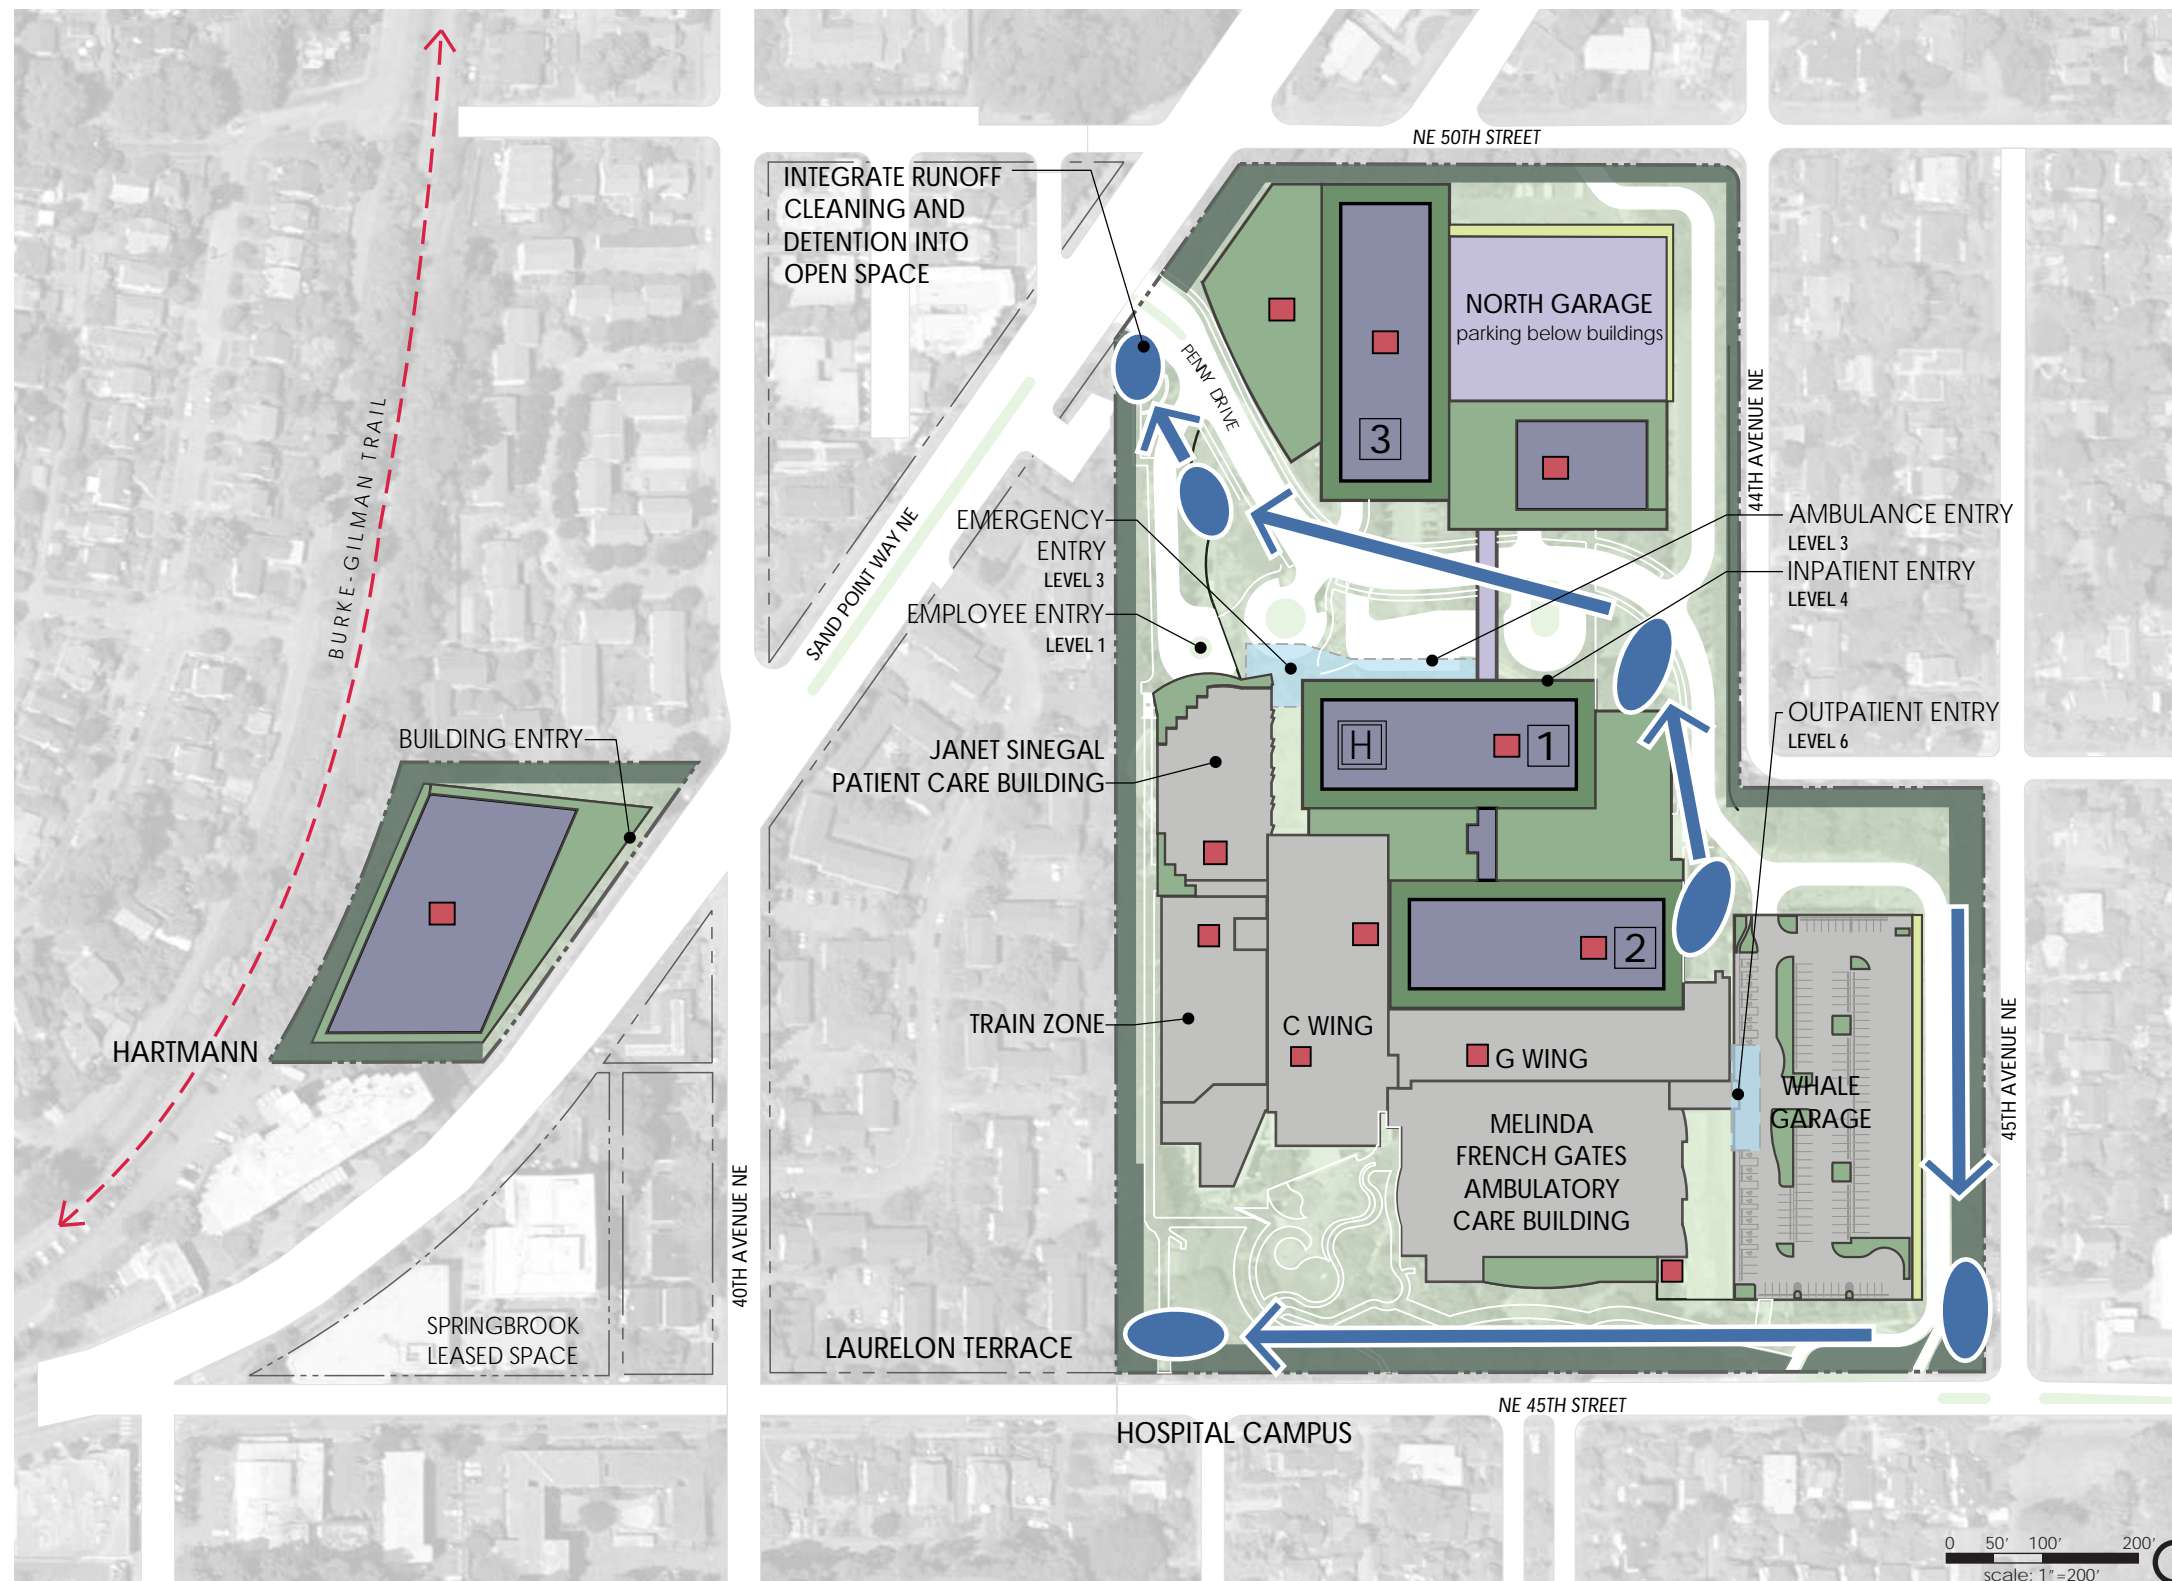 NE 50TH STREET
INTEGRATE RUNOFF
CLEANING AND
DETENTION INTO
OPEN SPACE
NORTH GARAGE
parking below buildings
PENNY DRIVE
3
BURKE-GILMAN TRAIL
44TH AVENUE NE
SAND POINT WAY NE
EMERGENCY
ENTRY
LEVEL 3
EMPLOYEE ENTRY
LEVEL 1
AMBULANCE ENTRY
LEVEL 3
INPATIENT ENTRY
LEVEL 4
OUTPATIENT ENTRY
LEVEL 6
BUILDING ENTRY
JANET SINEGAL
PATIENT CARE BUILDING
H
1
2
TRAIN ZONE
C WING
G WING
HARTMANN
WHALE
GARAGE
MELINDA
FRENCH GATES
AMBULATORY
CARE BUILDING
45TH AVENUE NE
40TH AVENUE NE
SPRINGBROOK
LEASED SPACE
LAURELON TERRACE
NE 45TH STREET
HOSPITAL CAMPUS
0 50' 100' 200'
scale: 1"=200'